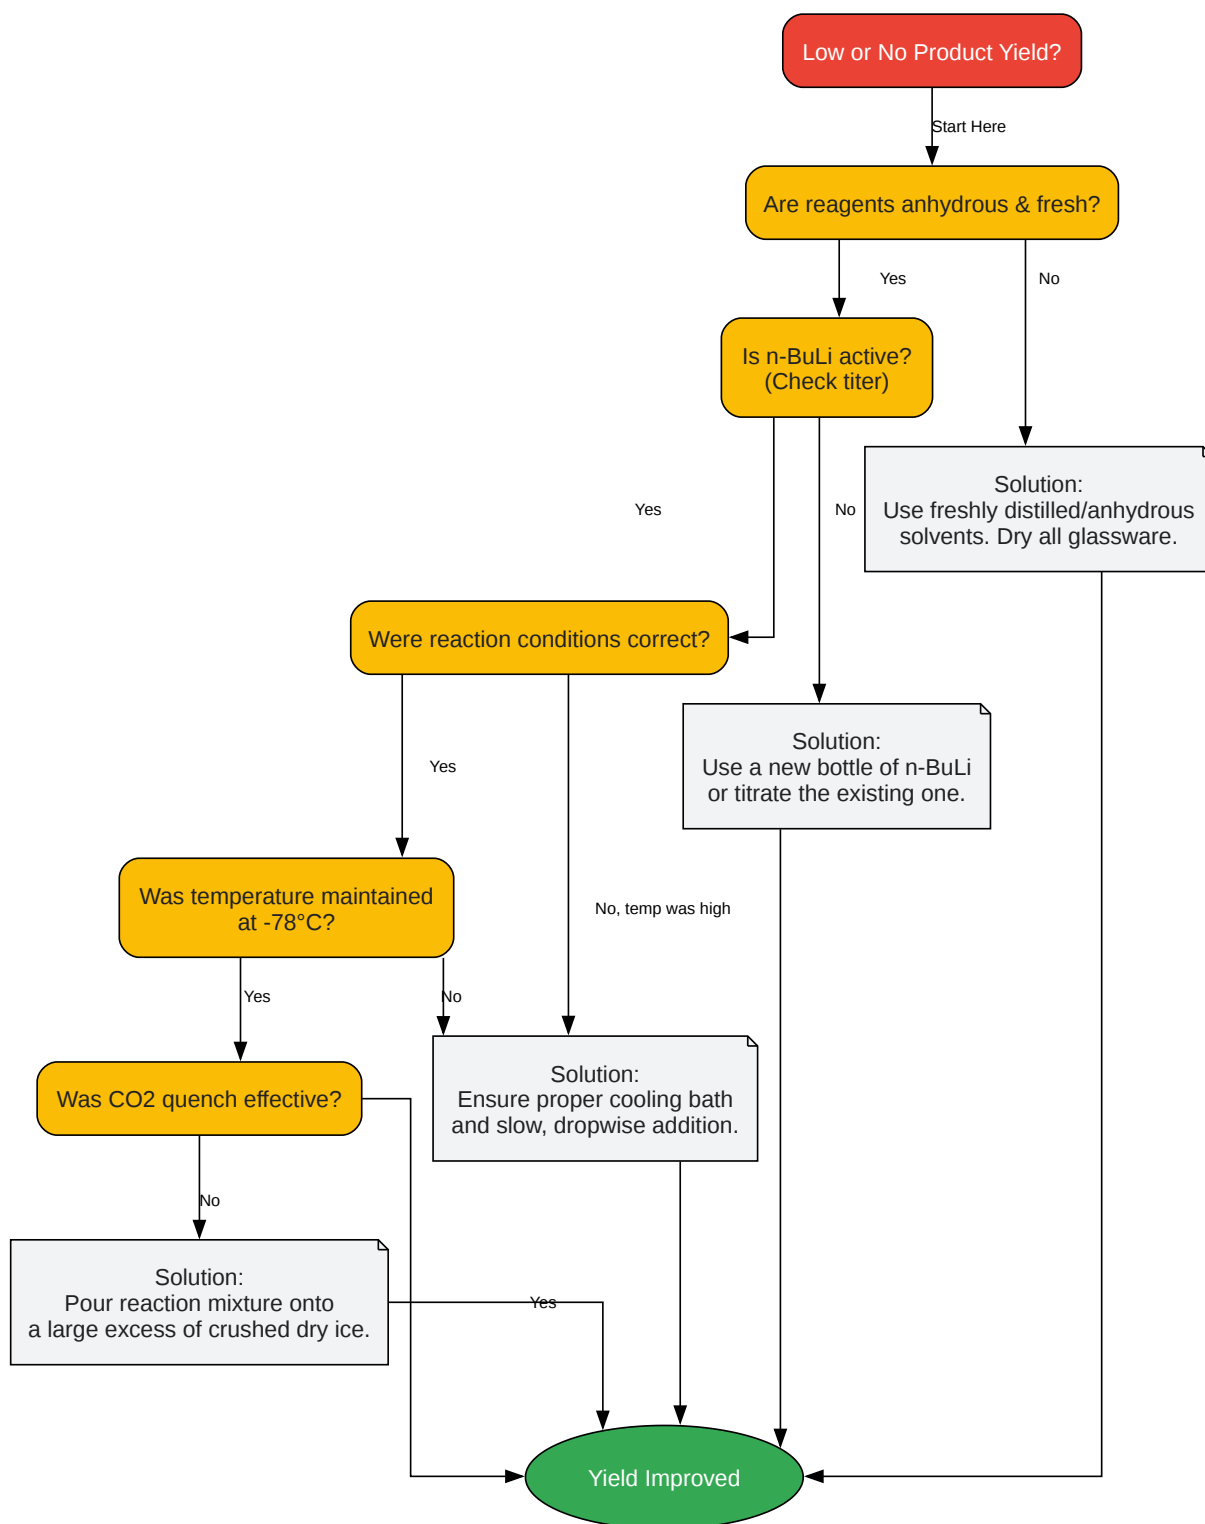 Low or No Product Yield?
Start Here
Are reagents anhydrous & fresh?
Yes
No
Is n-BuLi active?
(Check titer)
Solution:
Use freshly distilled/anhydrous
solvents. Dry all glassware.
Yes
No
Were reaction conditions correct?
Solution:
Use a new bottle of n-BuLi
or titrate the existing one.
Yes
No, temp was high
Was temperature maintained
at -78°C?
Yes
No
Solution:
Ensure proper cooling bath
and slow, dropwise addition.
Was CO2 quench effective?
No
Solution:
Pour reaction mixture onto
a large excess of crushed dry ice.
Yes
Yield Improved